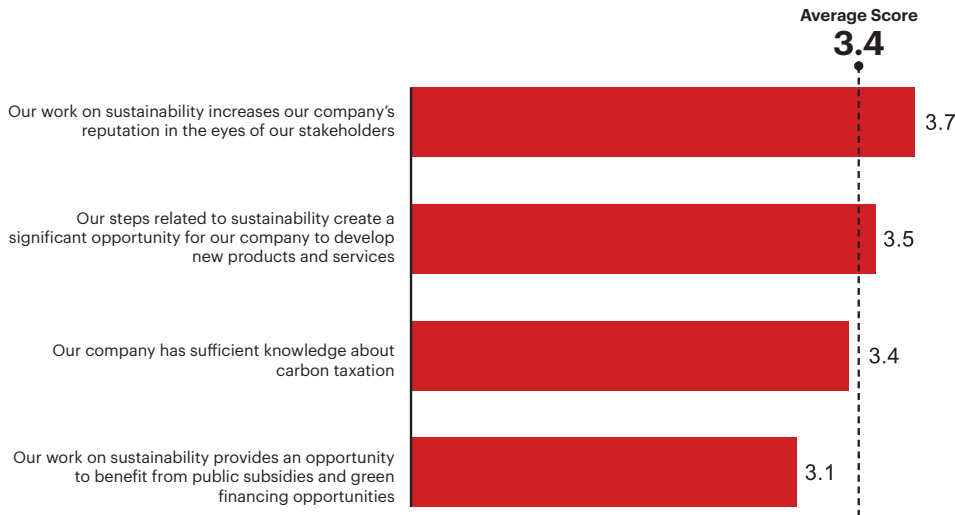 Average Score
3.4
Our work on sustainability increases our company’s
reputation in the eyes of our stakeholders
3.7
Our steps related to sustainability create a
significant opportunity for our company to develop
new products and services
3.5
Our company has sufficient knowledge about
carbon taxation
3.4
Our work on sustainability provides an opportunity
to benefit from public subsidies and green
financing opportunities
3.1